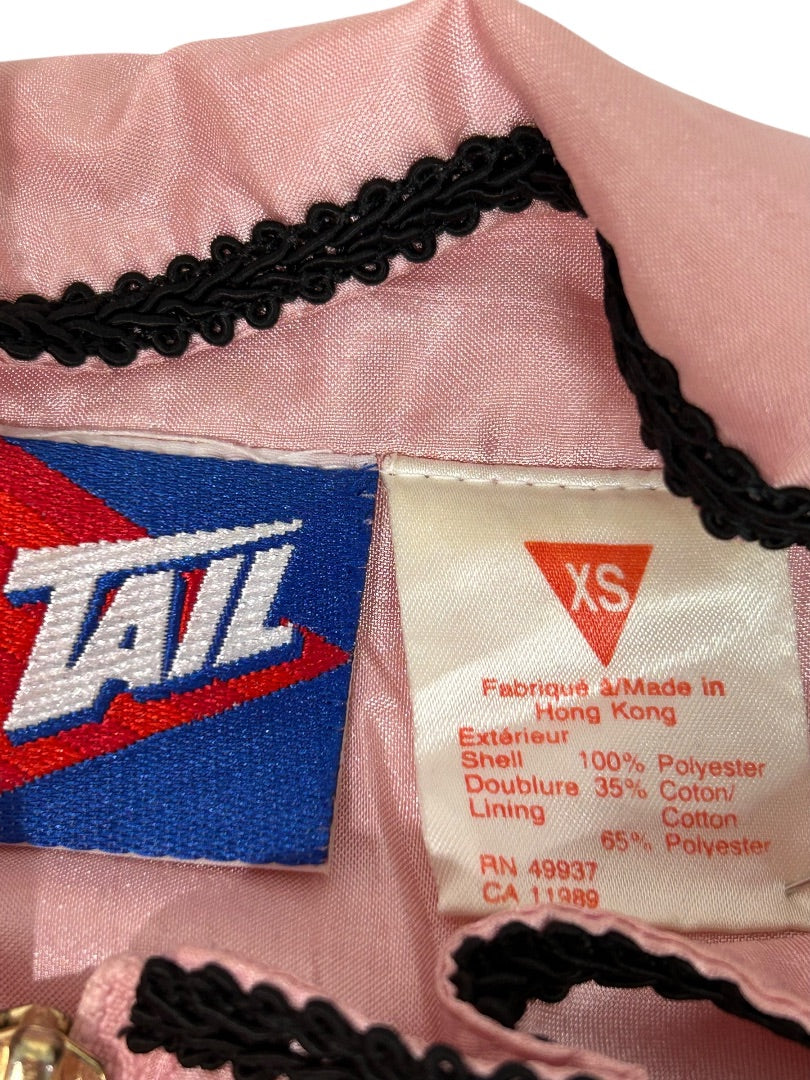 TAIL
XS
Fabriqué à/Made in
Hong Kong
Extérieur
Shell 100% Polyester
Doublure 35% Coton/
Lining Cotton
65% Polyester
RN 49937
CA 11989